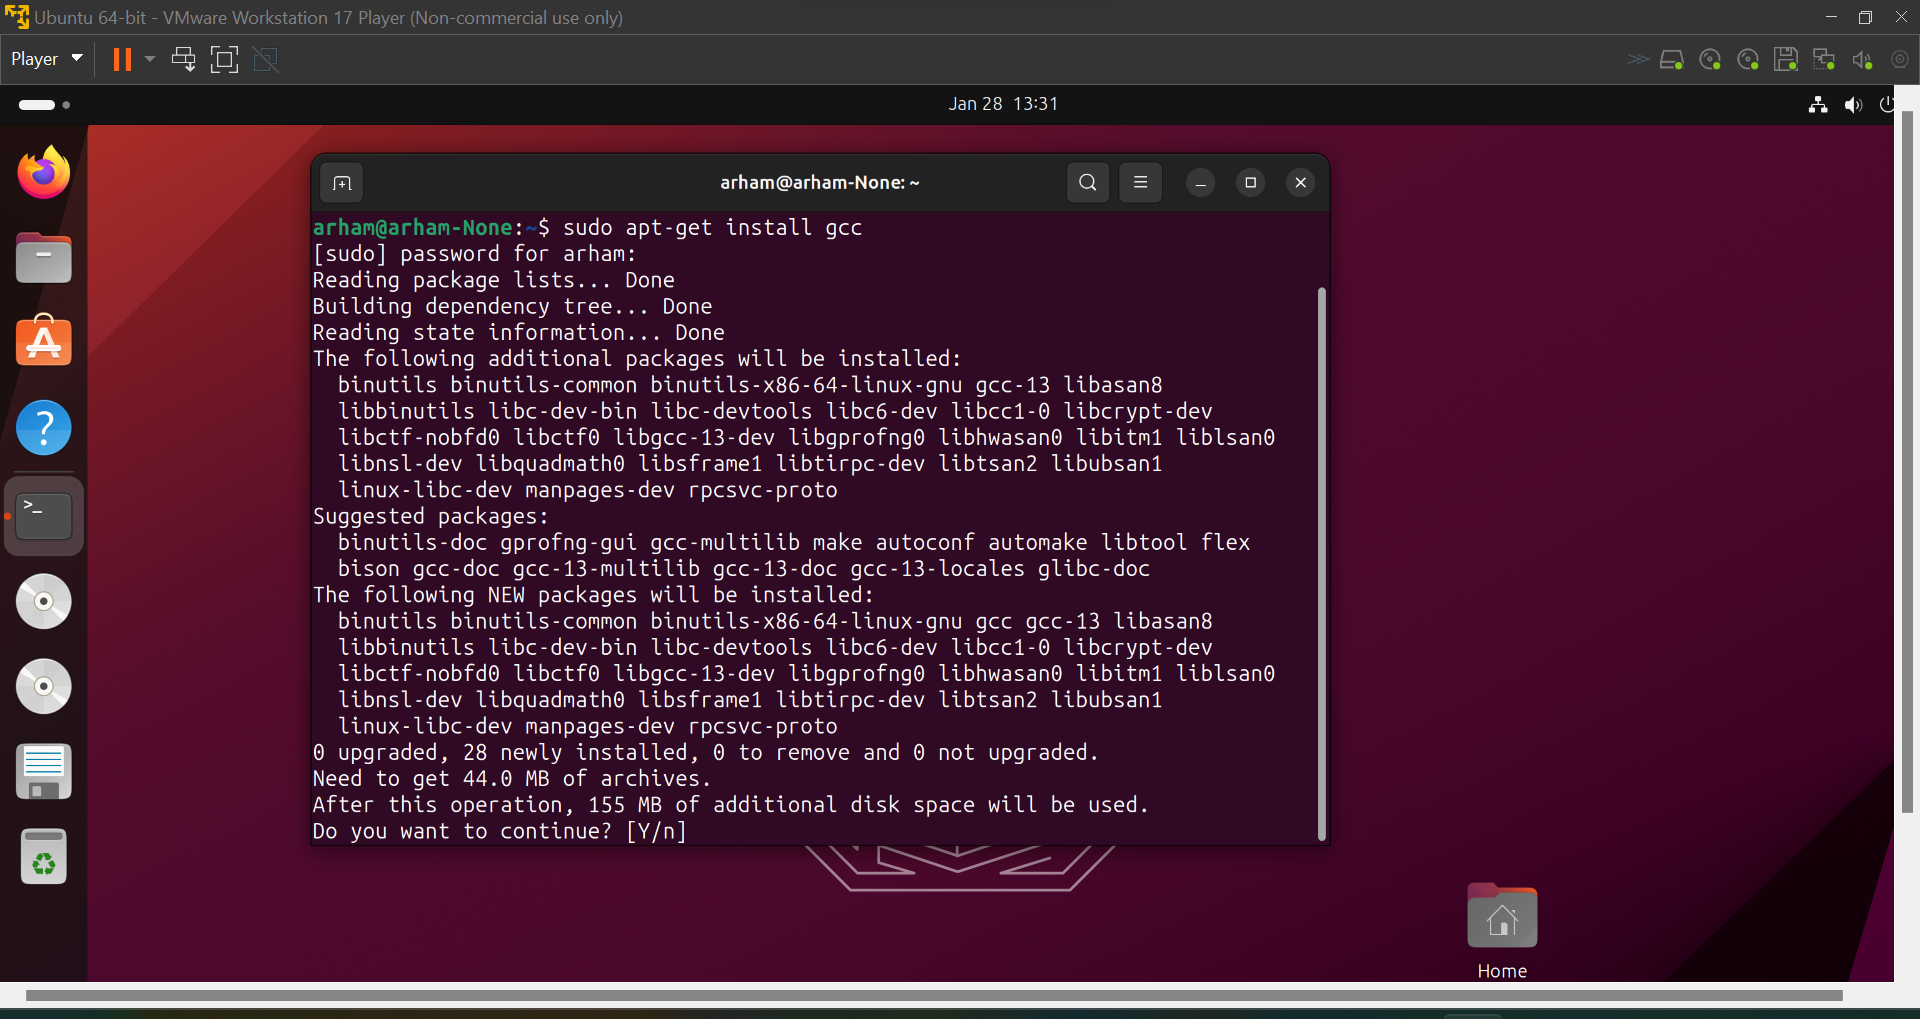 Ubuntu 64-bit - VMware Workstation 17 Player (Non-commercial use only)
Player
Jan 28 13:31
arham@arham-None: ~
arham@arham-None:~$ sudo apt-get install gcc
[sudo] password for arham:
Reading package lists... Done
Building dependency tree... Done
Reading state information... Done
The following additional packages will be installed:
  binutils binutils-common binutils-x86-64-linux-gnu gcc-13 libasan8
  libbinutils libc-dev-bin libc-devtools libc6-dev libcc1-0 libcrypt-dev
  libctf-nobfd0 libctf0 libgcc-13-dev libgprofng0 libhwasan0 libitm1 liblsan0
  libnsl-dev libquadmath0 libsframe1 libtirpc-dev libtsan2 libubsan1
  linux-libc-dev manpages-dev rpcsvc-proto
Suggested packages:
  binutils-doc gprofng-gui gcc-multilib make autoconf automake libtool flex
  bison gcc-doc gcc-13-multilib gcc-13-doc gcc-13-locales glibc-doc
The following NEW packages will be installed:
  binutils binutils-common binutils-x86-64-linux-gnu gcc gcc-13 libasan8
  libbinutils libc-dev-bin libc-devtools libc6-dev libcc1-0 libcrypt-dev
  libctf-nobfd0 libctf0 libgcc-13-dev libgprofng0 libhwasan0 libitm1 liblsan0
  libnsl-dev libquadmath0 libsframe1 libtirpc-dev libtsan2 libubsan1
  linux-libc-dev manpages-dev rpcsvc-proto
0 upgraded, 28 newly installed, 0 to remove and 0 not upgraded.
Need to get 44.0 MB of archives.
After this operation, 155 MB of additional disk space will be used.
Do you want to continue? [Y/n]
Home